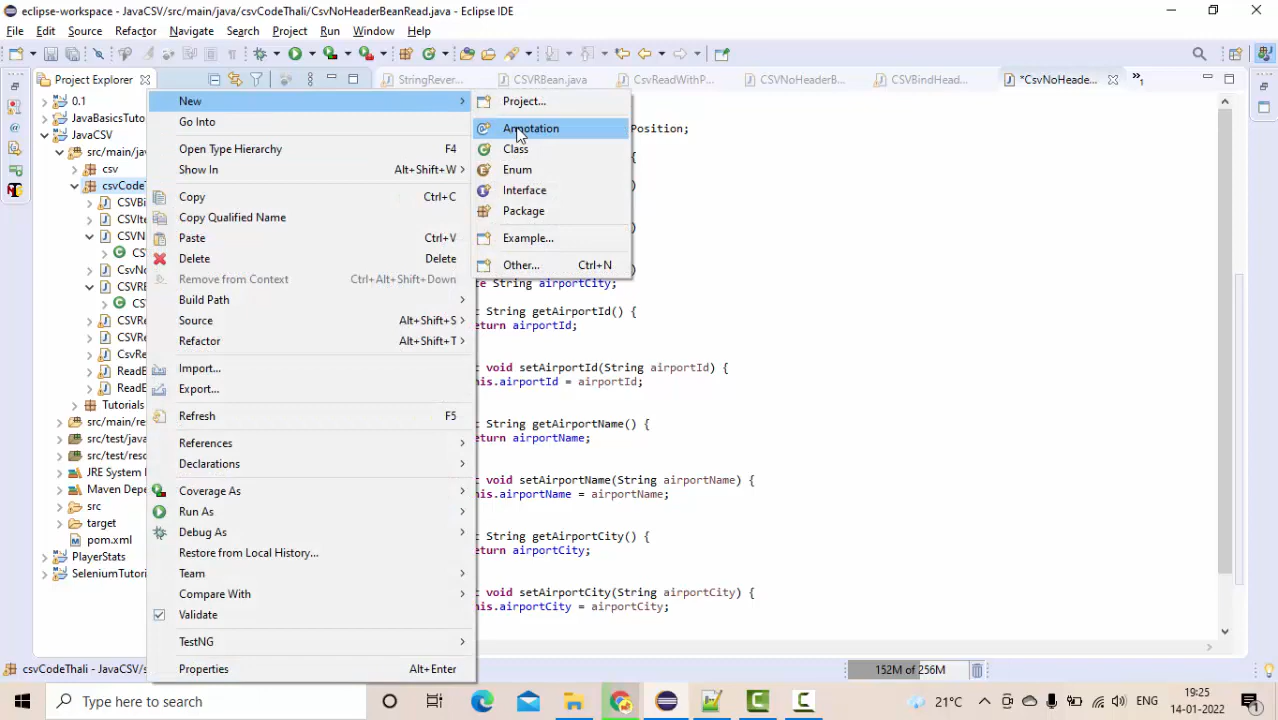 eclipse-workspace - JavaCSV/src/main/java/csvCodeThali/CsvNoHeaderBeanRead.java - Eclipse IDE
File Edit Source Refactor Navigate Search Project Run Window Help
Project Explorer
StringRever...
CSVRBean.java
CsvReadWithP...
CSVNoHeaderB...
CSVBindHead...
*CsvNoHeade...
»1
0.1
JavaBasicsTuto
JavaCSV
src/main/java
csv
csvCodeT
CSVBi
CSVIte
CSVN
CS
CsvNo
CSVRE
CS
CSVRe
CSVRe
CsvRe
ReadE
ReadE
Tutorials
src/main/re
src/test/java
src/test/reso
JRE System L
Maven Depe
src
target
pom.xml
PlayerStats
SeleniumTutori
New
Go Into
Open Type Hierarchy F4
Show In Alt+Shift+W
Copy Ctrl+C
Copy Qualified Name
Paste Ctrl+V
Delete Delete
Remove from Context Ctrl+Alt+Shift+Down
Build Path
Source Alt+Shift+S
Refactor Alt+Shift+T
Import...
Export...
Refresh F5
References
Declarations
Coverage As
Run As
Debug As
Restore from Local History...
Team
Compare With
Validate
TestNG
Properties Alt+Enter
Project...
Annotation
Class
Enum
Interface
Package
Example...
Other... Ctrl+N
Position;
{
)
)
)
te String airportCity;
c String getAirportId() {
eturn airportId;
c void setAirportId(String airportId) {
his.airportId = airportId;
c String getAirportName() {
eturn airportName;
c void setAirportName(String airportName) {
his.airportName = airportName;
c String getAirportCity() {
eturn airportCity;
c void setAirportCity(String airportCity) {
his.airportCity = airportCity;
csvCodeThali - JavaCSV/s
152M of 256M
Type here to search
21°C
ENG
19:25
14-01-2022
1